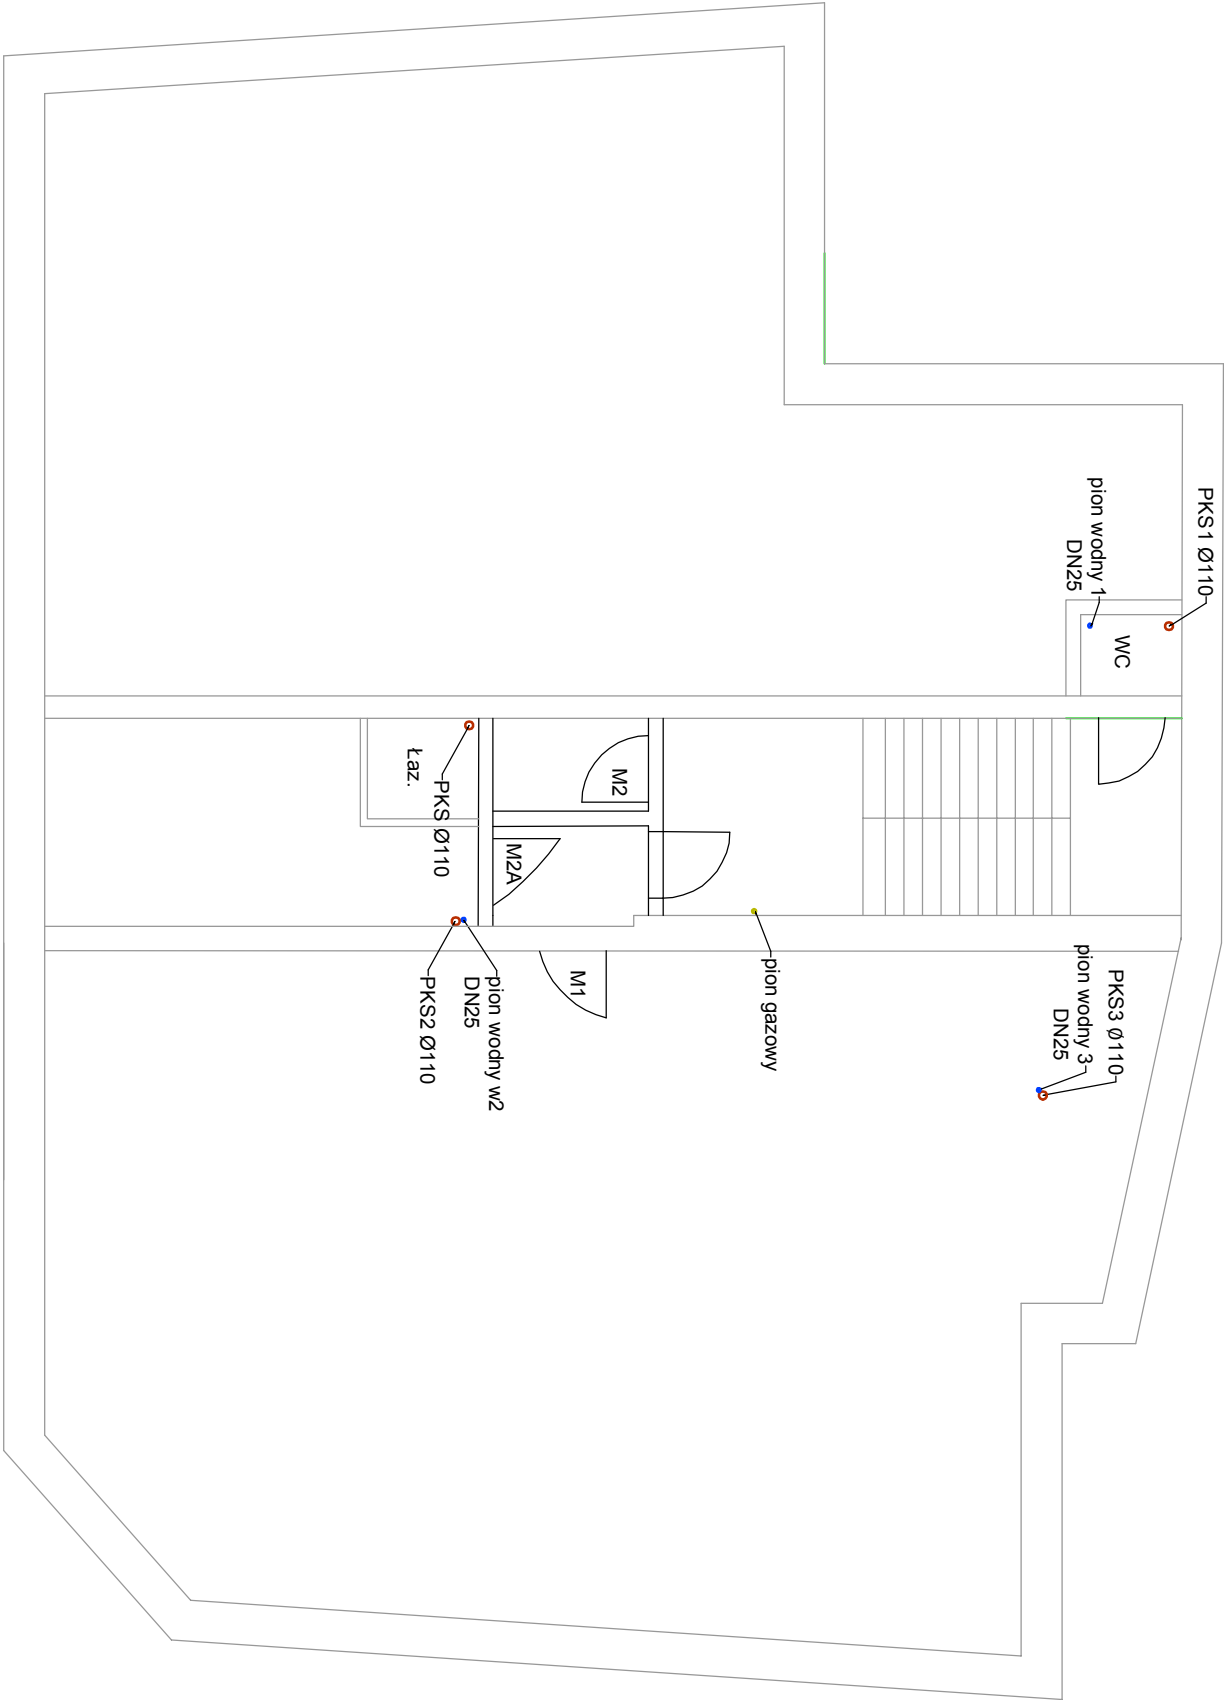 PKS1 Ø110
pion wodny 1
DN25
WC
Łaz.
PKS Ø110
M2
M2A
M1
pion wodny w2
DN25
PKS2 Ø110
pion gazowy
PKS3 Ø110
pion wodny 3
DN25